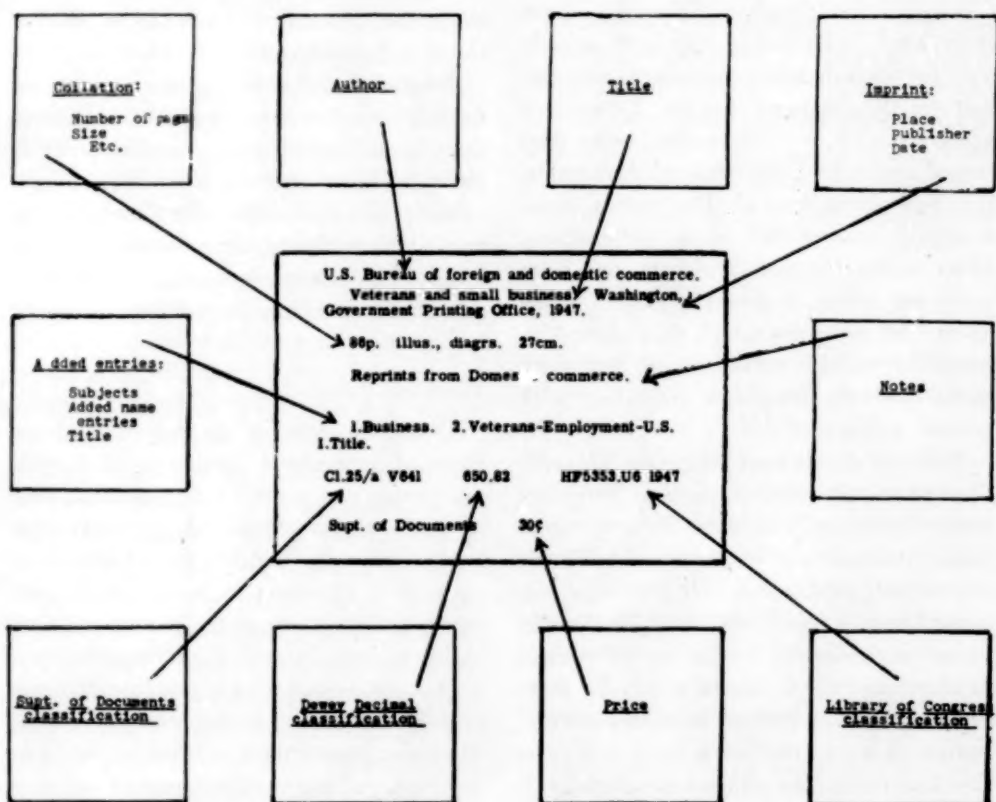 Collation:
Number of pages
Size
Etc.
Author
Title
Imprint:
Place
Publisher
Date
U.S. Bureau of foreign and domestic commerce.
Veterans and small business. Washington,
Government Printing Office, 1947.
86p. illus., diagrs. 27cm.
Reprints from Domes commerce.
1.Business. 2.Veterans-Employment-U.S.
I.Title.
C1.25/a V641 650.82 HF5353.U6 1947
Supt. of Documents 30¢
Added entries:
Subjects
Added name
entries
Title
Notes
Supt. of Documents
classification
Dewey Decimal
classification
Price
Library of Congress
classification